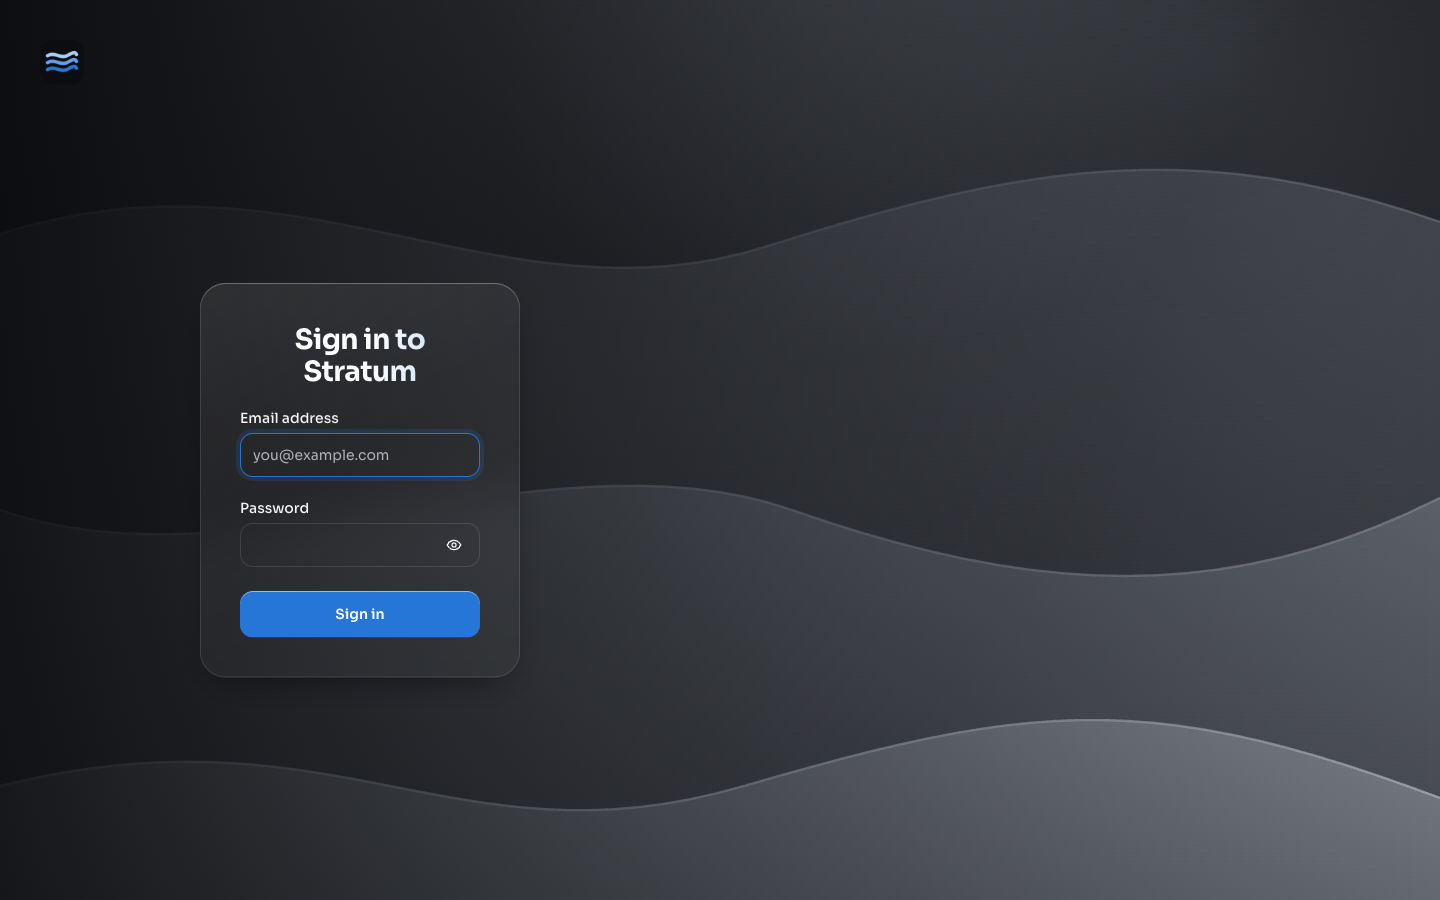 Sign in to
Stratum
Email address
you@example.com
Password
Sign in